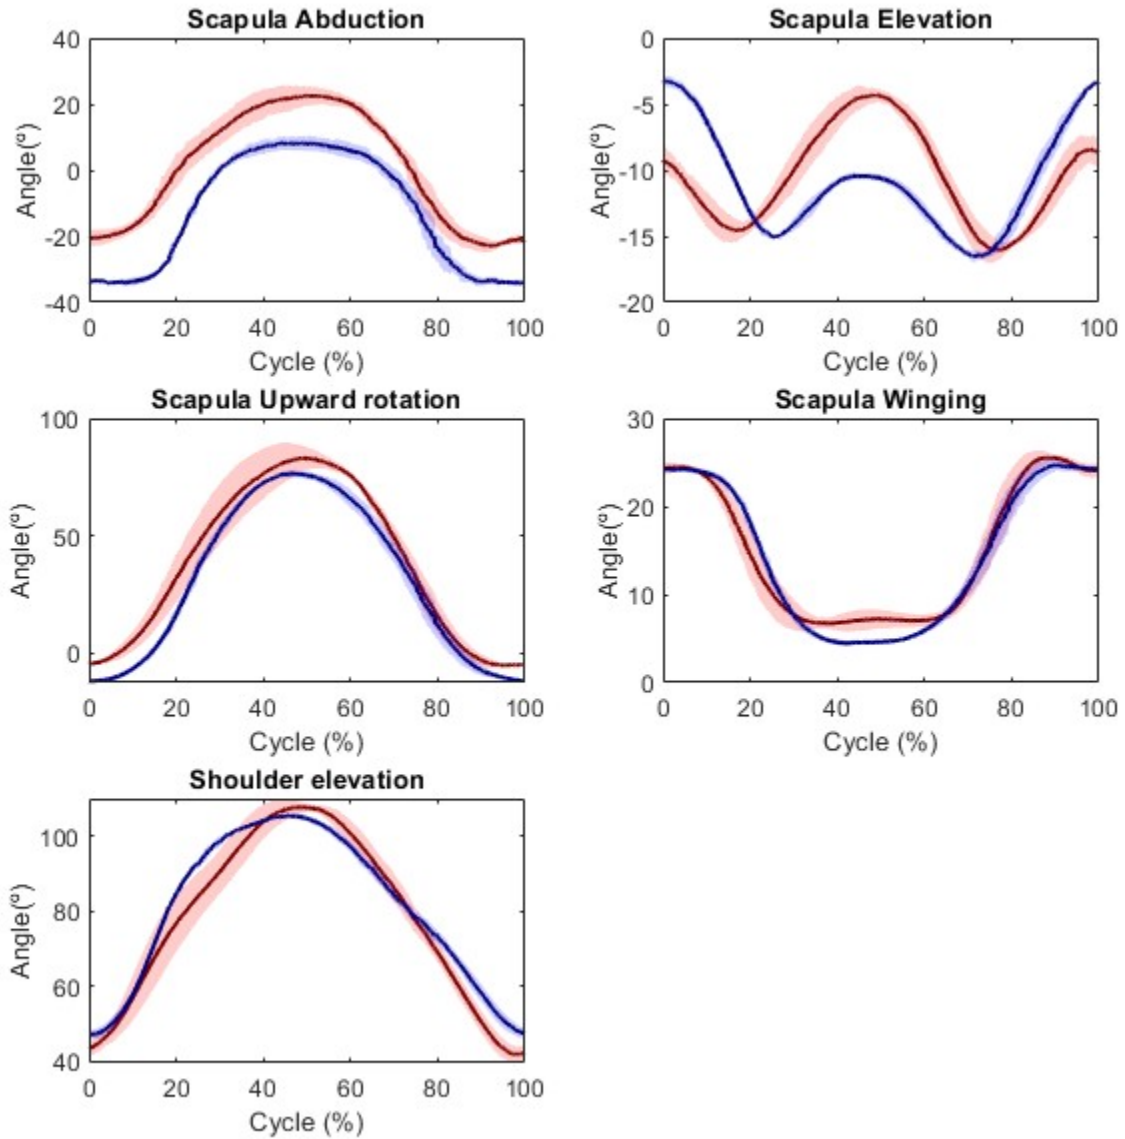 Scapula Abduction
40
20
0
-20
-40
Angle(º)
0 20 40 60 80 100
Cycle (%)
Scapula Elevation
0
-5
-10
-15
-20
Angle(º)
0 20 40 60 80 100
Cycle (%)
Scapula Upward rotation
100
50
0
Angle(º)
0 20 40 60 80 100
Cycle (%)
Scapula Winging
30
20
10
0
Angle(º)
0 20 40 60 80 100
Cycle (%)
Shoulder elevation
100
80
60
40
Angle(º)
0 20 40 60 80 100
Cycle (%)